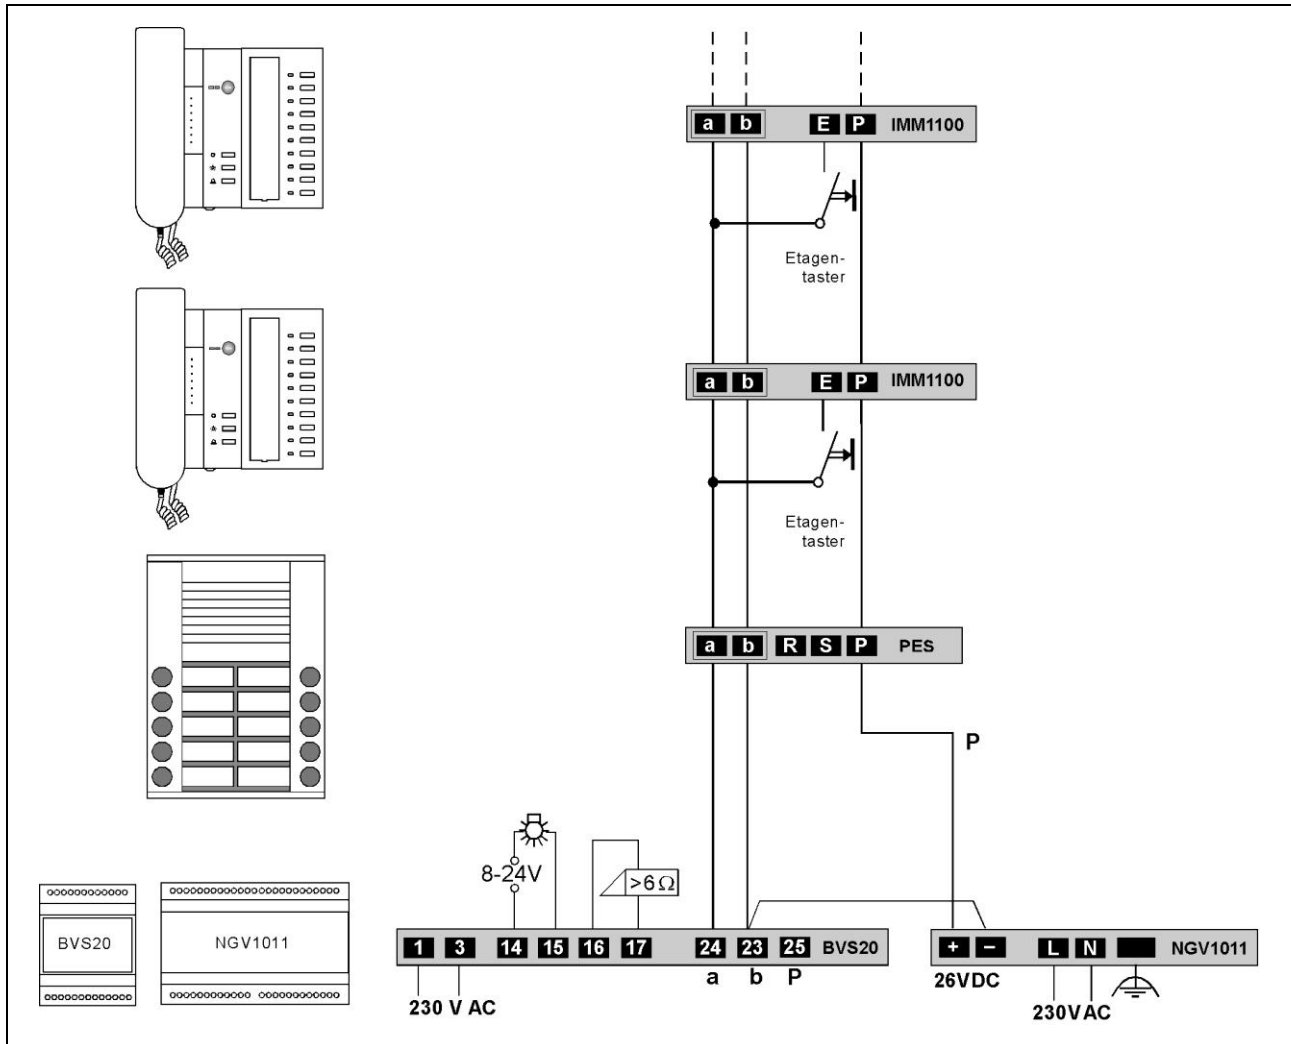 a b E P IMM1100
Etagen-
taster
a b E P IMM1100
Etagen-
taster
a b R S P PES
P
8-24V
>6Ω
BVS20
NGV1011
1 3 14 15 16 17 24 23 25 BVS20
a b P
230 V AC
+ − L N NGV1011
26VDC
230VAC